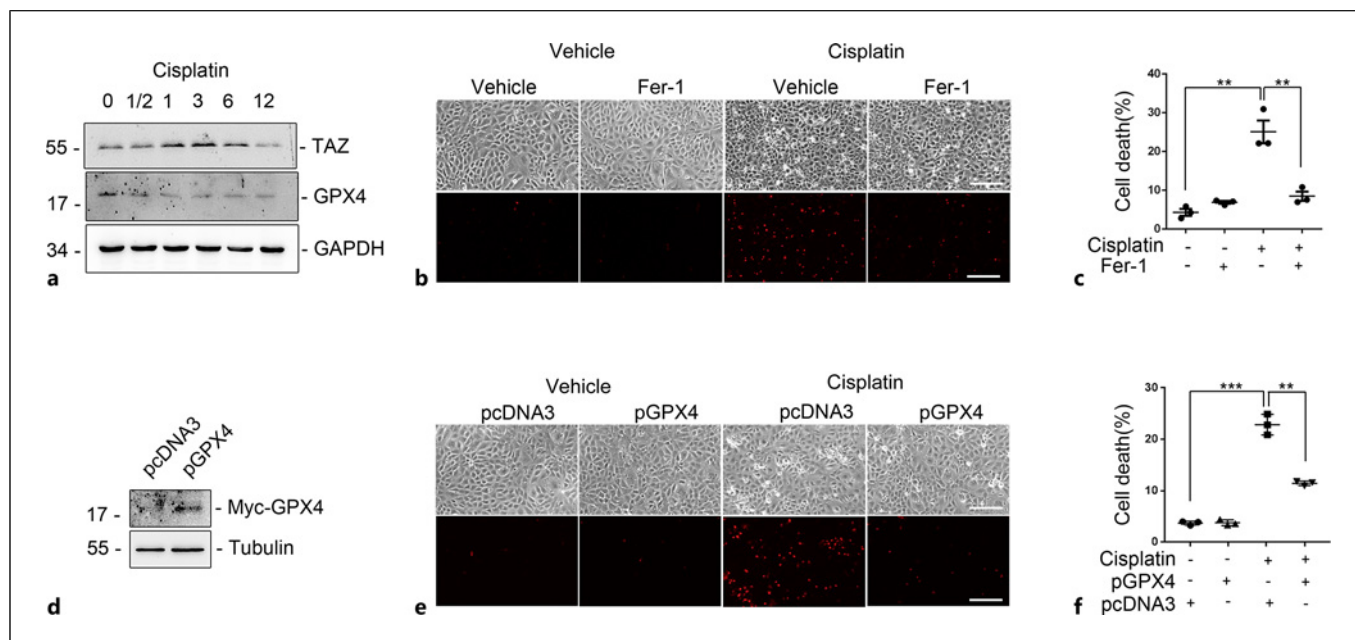 Cisplatin
0 1/2 1 3 6 12
55 - - TAZ
17 - - GPX4
34 - - GAPDH
a
Vehicle Cisplatin
Vehicle Fer-1 Vehicle Fer-1
b
Cell death(%)
40
30
20
10
0
** **
Cisplatin - - + +
Fer-1 - + - +
c
pcDNA3 pGPX4
17 - - Myc-GPX4
55 - - Tubulin
d
Vehicle Cisplatin
pcDNA3 pGPX4 pcDNA3 pGPX4
e
Cell death(%)
30
20
10
0
*** **
Cisplatin - - + +
pGPX4 - + - +
pcDNA3 + - + -
f